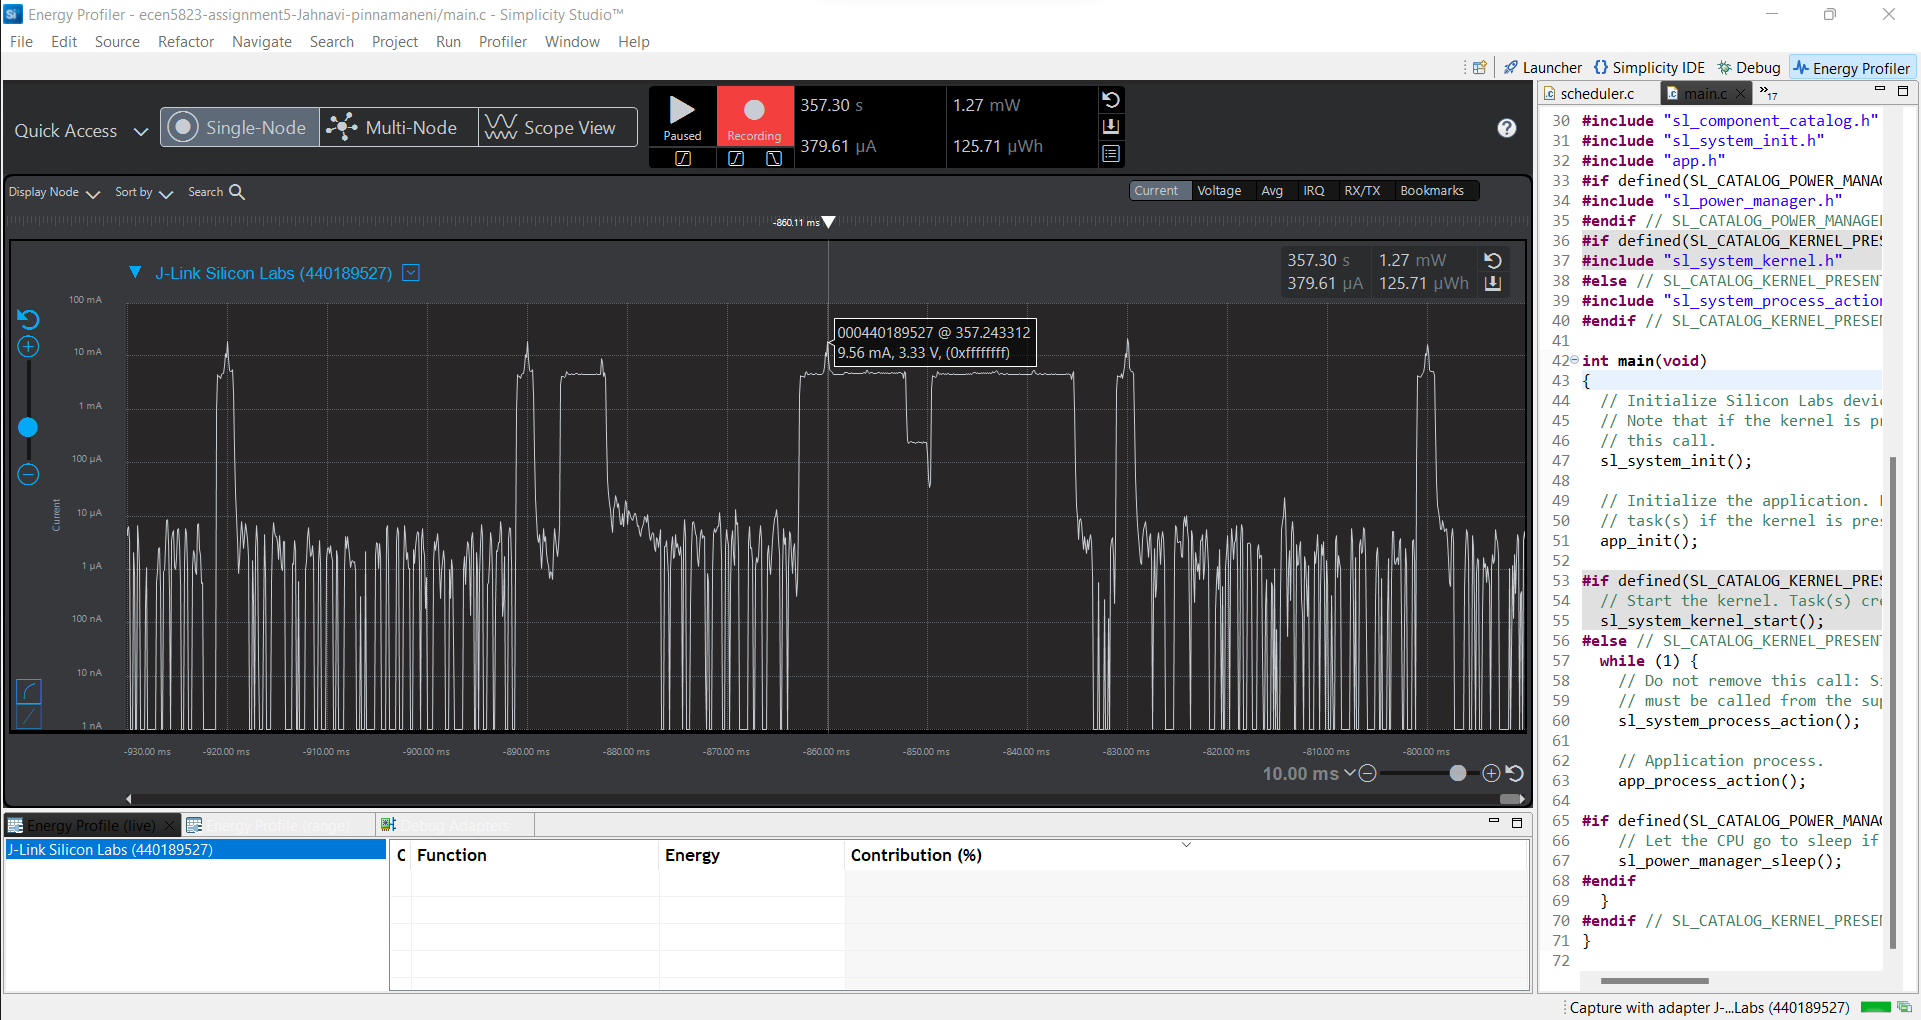 Energy Profiler - ecen5823-assignment5-Jahnavi-pinnamaneni/main.c - Simplicity Studio™
File Edit Source Refactor Navigate Search Project Run Profiler Window Help
Launcher Simplicity IDE Debug Energy Profiler
Quick Access Single-Node Multi-Node Scope View
Paused Recording
357.30 s 1.27 mW
379.61 µA 125.71 µWh
Display Node Sort by Search
Current Voltage Avg IRQ RX/TX Bookmarks
-860.11 ms
J-Link Silicon Labs (440189527)
357.30 s 1.27 mW
379.61 µA 125.71 µWh
000440189527 @ 357.243312
9.56 mA, 3.33 V, (0xffffffff)
100 mA
10 mA
1 mA
100 µA
10 µA
1 µA
100 nA
10 nA
1 nA
Current
-930.00 ms -920.00 ms -910.00 ms -900.00 ms -890.00 ms -880.00 ms -870.00 ms -860.00 ms -850.00 ms -840.00 ms -830.00 ms -820.00 ms -810.00 ms -800.00 ms
10.00 ms
Energy Profile (live) Energy Profile (range) Debug Adapters
J-Link Silicon Labs (440189527)
C Function Energy Contribution (%)
scheduler.c main.c »17
30 #include "sl_component_catalog.h"
31 #include "sl_system_init.h"
32 #include "app.h"
33 #if defined(SL_CATALOG_POWER_MANA
34 #include "sl_power_manager.h"
35 #endif // SL_CATALOG_POWER_MANAGE
36 #if defined(SL_CATALOG_KERNEL_PRES
37 #include "sl_system_kernel.h"
38 #else // SL_CATALOG_KERNEL_PRESENT
39 #include "sl_system_process_action
40 #endif // SL_CATALOG_KERNEL_PRESE
41
42 int main(void)
43 {
44 // Initialize Silicon Labs devi
45 // Note that if the kernel is p
46 // this call.
47 sl_system_init();
48
49 // Initialize the application.
50 // task(s) if the kernel is pres
51 app_init();
52
53 #if defined(SL_CATALOG_KERNEL_PRES
54 // Start the kernel. Task(s) cre
55 sl_system_kernel_start();
56 #else // SL_CATALOG_KERNEL_PRESENT
57 while (1) {
58 // Do not remove this call: Si
59 // must be called from the sup
60 sl_system_process_action();
61
62 // Application process.
63 app_process_action();
64
65 #if defined(SL_CATALOG_POWER_MANA
66 // Let the CPU go to sleep if
67 sl_power_manager_sleep();
68 #endif
69 }
70 #endif // SL_CATALOG_KERNEL_PRESE
71 }
72
Capture with adapter J-...Labs (440189527)